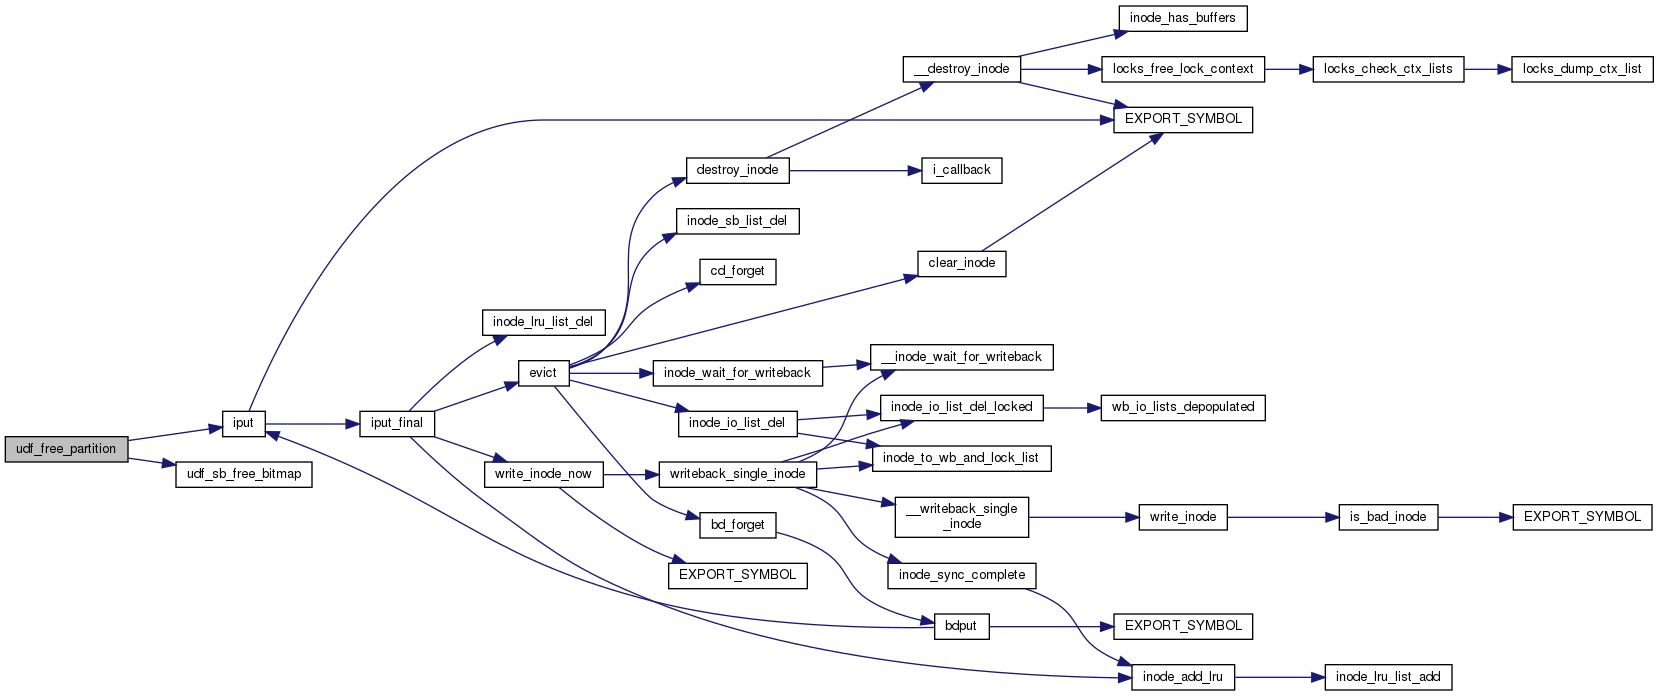 inode_has_buffers
__destroy_inode
locks_free_lock_context
locks_check_ctx_lists
locks_dump_ctx_list
EXPORT_SYMBOL
destroy_inode
i_callback
inode_sb_list_del
clear_inode
cd_forget
inode_lru_list_del
__inode_wait_for_writeback
evict
inode_wait_for_writeback
inode_io_list_del_locked
wb_io_lists_depopulated
iput
iput_final
inode_io_list_del
udf_free_partition
inode_to_wb_and_lock_list
udf_sb_free_bitmap
write_inode_now
writeback_single_inode
__writeback_single
_inode
write_inode
is_bad_inode
EXPORT_SYMBOL
bd_forget
EXPORT_SYMBOL
inode_sync_complete
bdput
EXPORT_SYMBOL
inode_add_lru
inode_lru_list_add